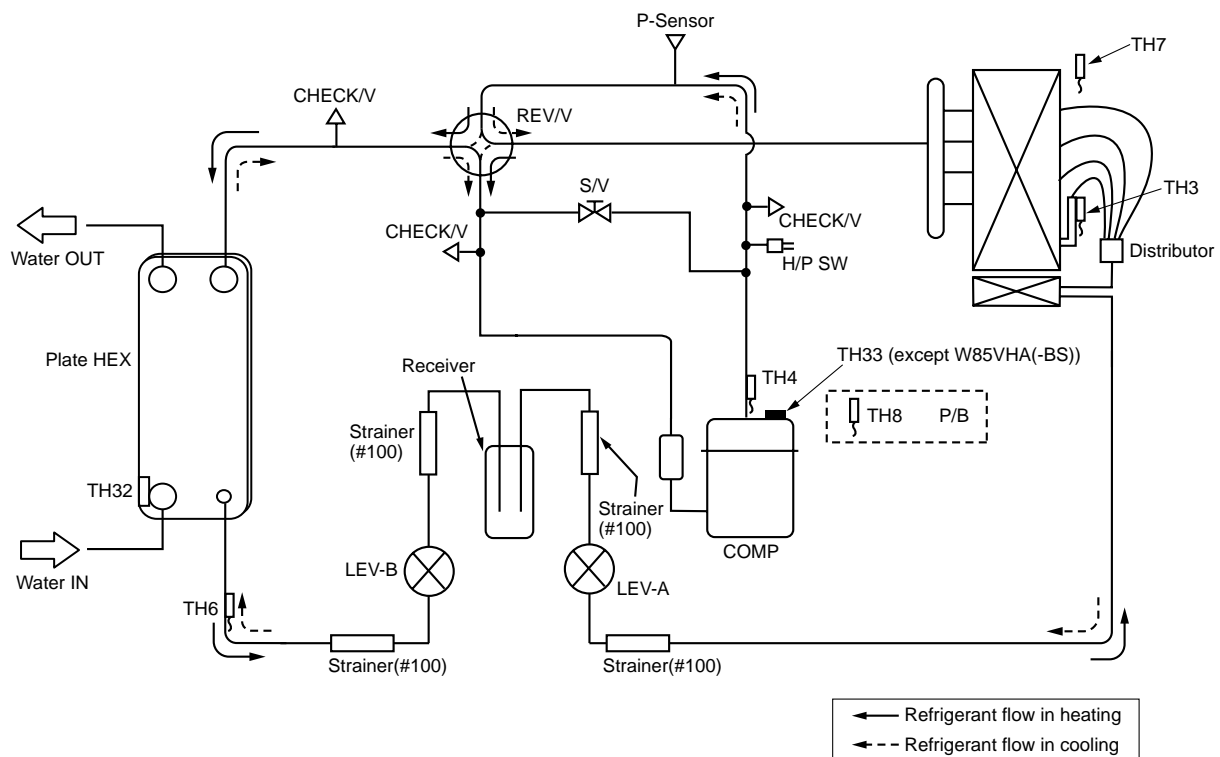 P-Sensor
TH7
CHECK/V
REV/V
TH3
S/V
CHECK/V
CHECK/V
Water OUT
H/P SW
Distributor
Plate HEX
TH33 (except W85VHA(-BS))
Receiver
TH4
TH8 P/B
Strainer
(#100)
TH32
Strainer
(#100)
COMP
Water IN
LEV-B
LEV-A
TH6
Strainer(#100)
Strainer(#100)
Refrigerant flow in heating
Refrigerant flow in cooling